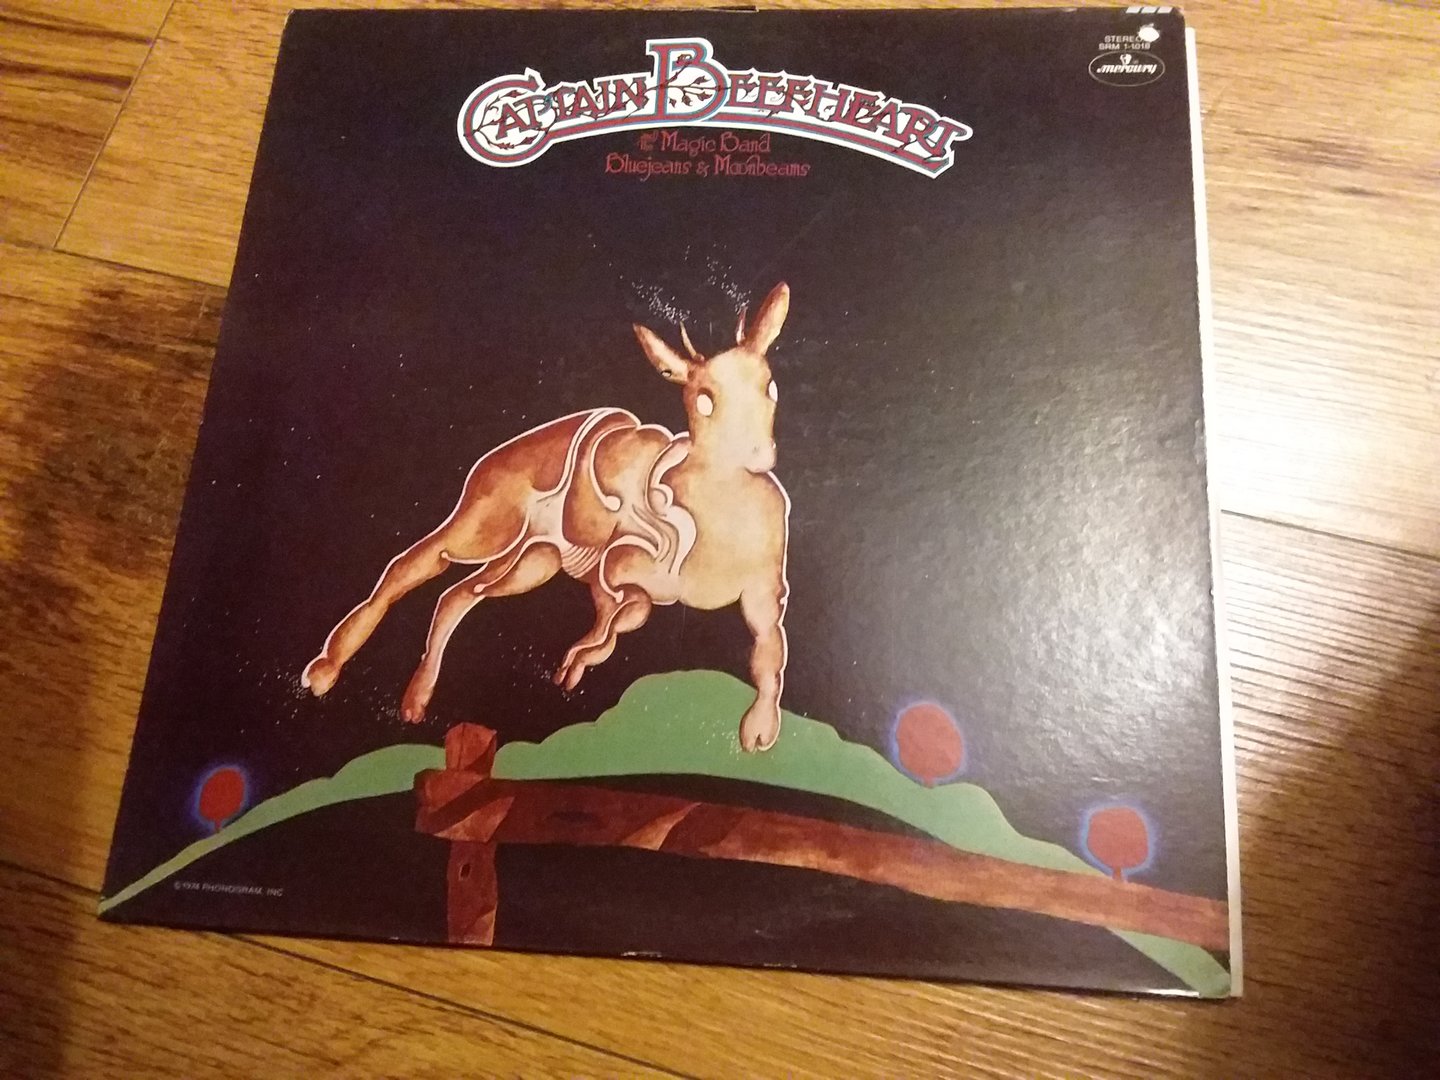 STEREO
SRM 1-1018
mercury
CAPTAIN BEEFHEART
and the Magic Band
Bluejeans & Moonbeams
©1974 PHONOGRAM, INC